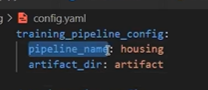 config.yaml
training_pipeline_config:
pipeline_name: housing
artifact_dir: artifact